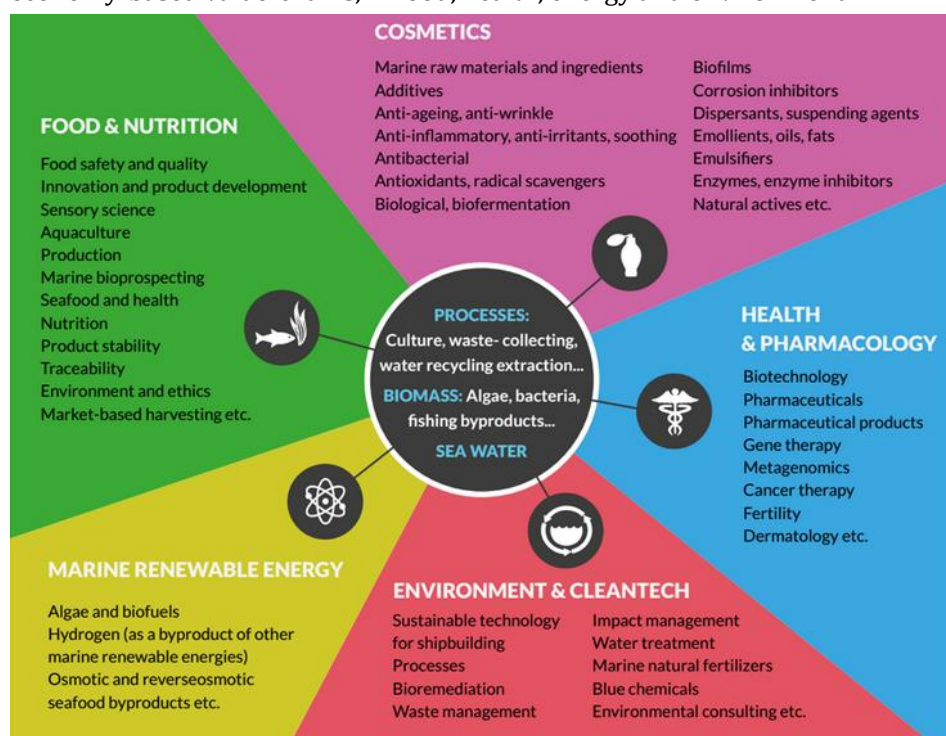 COSMETICS
Marine raw materials and ingredients
Additives
Anti-ageing, anti-wrinkle
Anti-inflammatory, anti-irritants, soothing
Antibacterial
Antioxidants, radical scavengers
Biological, biofermentation
Biofilms
Corrosion inhibitors
Dispersants, suspending agents
Emollients, oils, fats
Emulsifiers
Enzymes, enzyme inhibitors
Natural actives etc.
FOOD & NUTRITION
Food safety and quality
Innovation and product development
Sensory science
Aquaculture
Production
Marine bioprospecting
Seafood and health
Nutrition
Product stability
Traceability
Environment and ethics
Market-based harvesting etc.
PROCESSES:
Culture, waste- collecting,
water recycling extraction...
BIOMASS: Algae, bacteria,
fishing byproducts...
SEA WATER
HEALTH
& PHARMACOLOGY
Biotechnology
Pharmaceuticals
Pharmaceutical products
Gene therapy
Metagenomics
Cancer therapy
Fertility
Dermatology etc.
MARINE RENEWABLE ENERGY
Algae and biofuels
Hydrogen (as a byproduct of other
marine renewable energies)
Osmotic and reverseosmotic
seafood byproducts etc.
ENVIRONMENT & CLEANTECH
Sustainable technology
for shipbuilding
Processes
Bioremediation
Waste management
Impact management
Water treatment
Marine natural fertilizers
Blue chemicals
Environmental consulting etc.